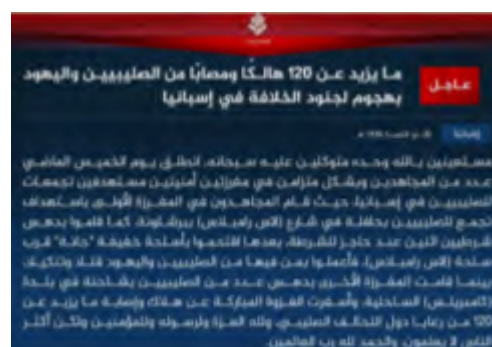 ما يزيد عن 120 هالكًا ومصابًا من الصليبيين واليهود
عاجل
بهجوم لجنود الخلافة في إسبانيا
إسبانيا
مستعينين بالله وحده متوكلين عليه سبحانه، انطلق يوم الخميس الماضي
عدد من المجاهدين وبشكل متزامن في مفرزتين أمنيتين مستهدفين تجمعات
للصليبيين في إسبانيا، حيث قام المجاهدون في المفرزة الأولى باستهداف
تجمع للصليبيين بحافلة في شارع (لاس رامبلاس) ببرشلونة، كما قاموا بدهس
شرطيين اثنين عند حاجز للشرطة، بعدها اقتحموا بأسلحة خفيفة "حانة" قرب
ساحة (لاس رامبلاس)، فأعملوا بمن فيها من الصليبيين واليهود قتلا وتنكيلا،
بينما قامت المفرزة الأخرى بدهس عدد من الصليبيين بشاحنة في بلدة
(كامبريلس) الساحلية، وأسفرت الغزوة المباركة عن هلاك وإصابة ما يزيد عن
120 من رعايا دول التحالف الصليبي، ولله العزة ولرسوله وللمؤمنين ولكن أكثر
الناس لا يعلمون، والحمد لله رب العالمين.